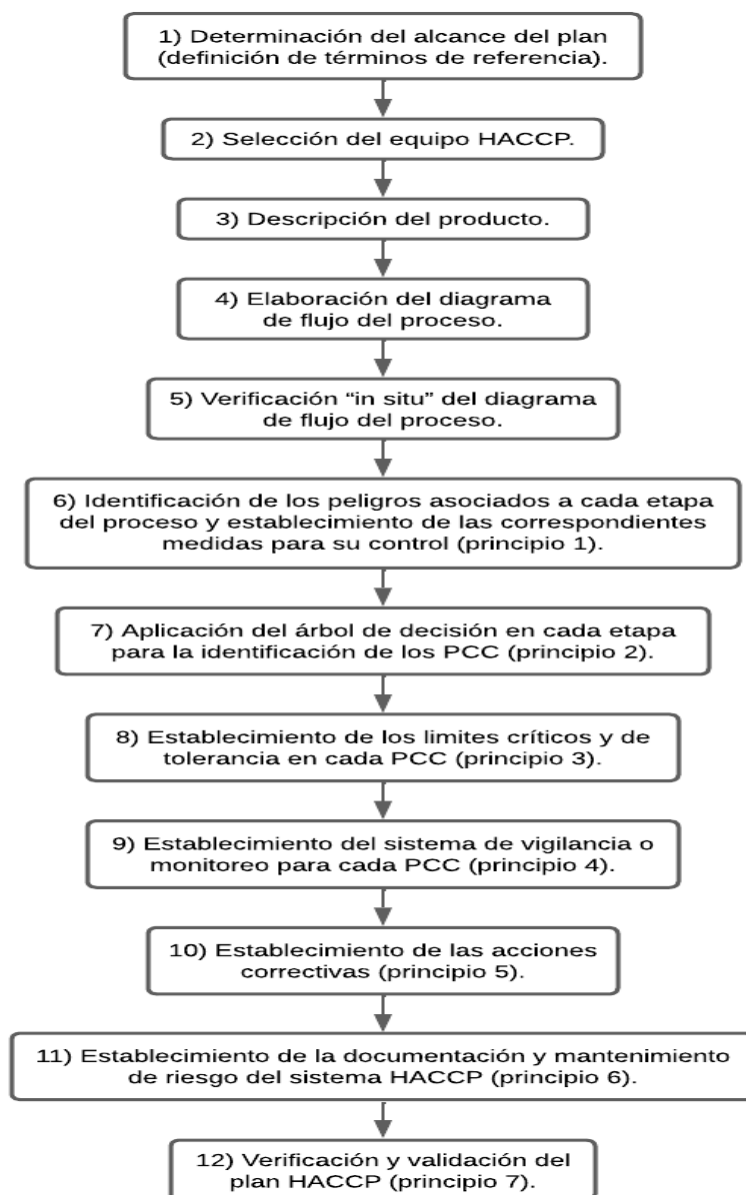 1) Determinación del alcance del plan
(definición de términos de referencia).
2) Selección del equipo HACCP.
3) Descripción del producto.
4) Elaboración del diagrama
de flujo del proceso.
5) Verificación “in situ” del diagrama
de flujo del proceso.
6) Identificación de los peligros asociados a cada etapa
del proceso y establecimiento de las correspondientes
medidas para su control (principio 1).
7) Aplicación del árbol de decisión en cada etapa
para la identificación de los PCC (principio 2).
8) Establecimiento de los limites críticos y de
tolerancia en cada PCC (principio 3).
9) Establecimiento del sistema de vigilancia o
monitoreo para cada PCC (principio 4).
10) Establecimiento de las acciones
correctivas (principio 5).
11) Establecimiento de la documentación y mantenimiento
de riesgo del sistema HACCP (principio 6).
12) Verificación y validación del
plan HACCP (principio 7).